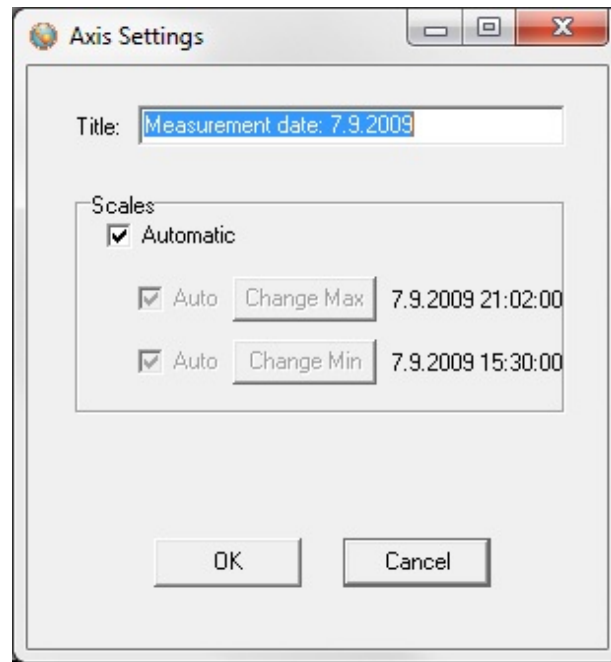 Axis Settings
Title: Measurement date: 7.9.2009
Scales
Automatic
Auto Change Max 7.9.2009 21:02:00
Auto Change Min 7.9.2009 15:30:00
OK Cancel